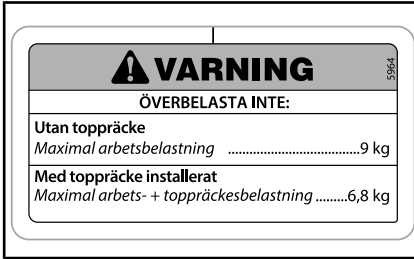 VARNING
5964
ÖVERBELASTA INTE:
Utan toppräcke
Maximal arbetsbelastning ..................................9 kg
Med toppräcke installerat
Maximal arbets- + toppräckesbelastning .........6,8 kg